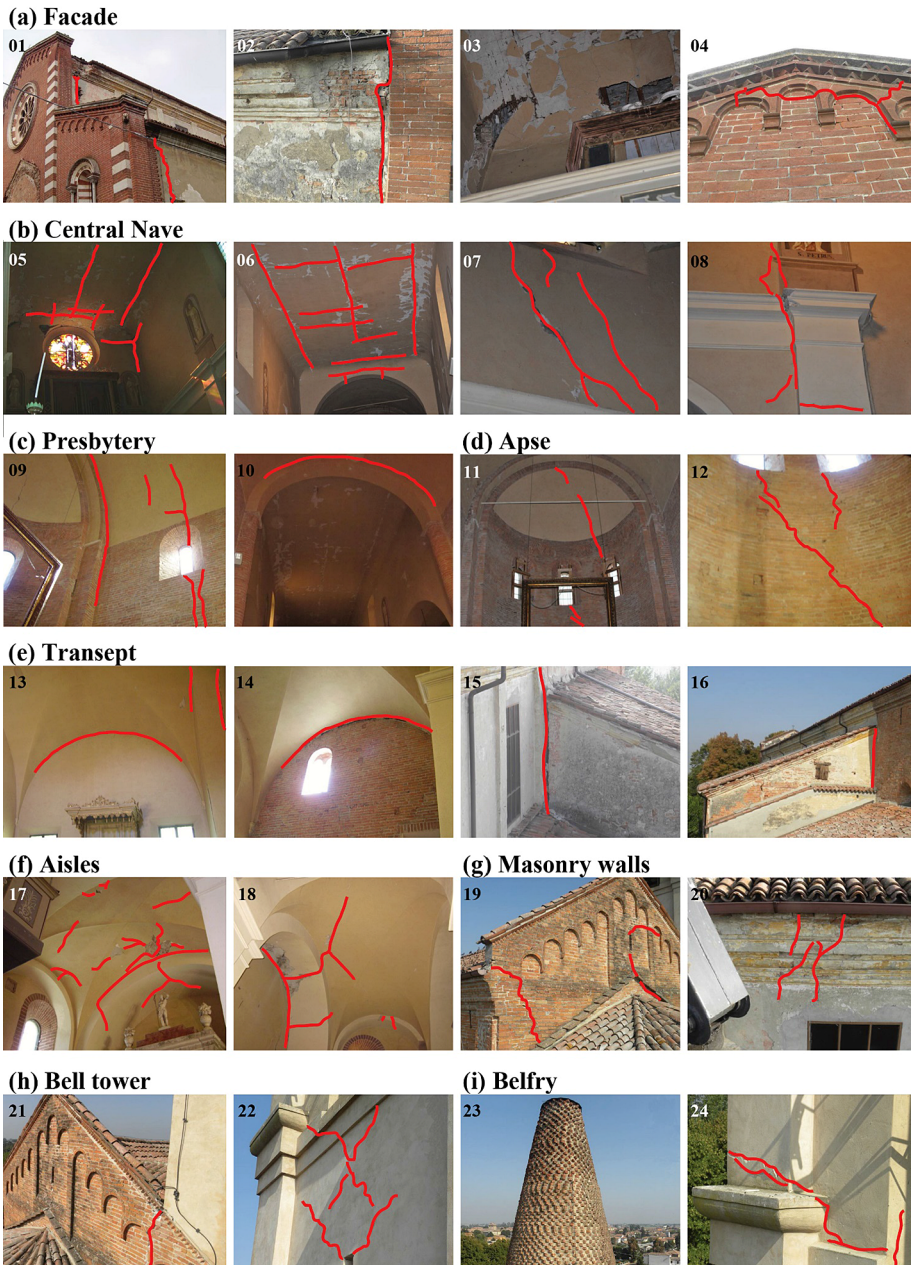 (a) Facade
01
02
03
04
(b) Central Nave
05
06
07
08
S. PETRUS
(c) Presbytery
(d) Apse
09
10
11
12
(e) Transept
13
14
15
16
(f) Aisles
(g) Masonry walls
17
18
19
20
(h) Bell tower
(i) Belfry
21
22
23
24